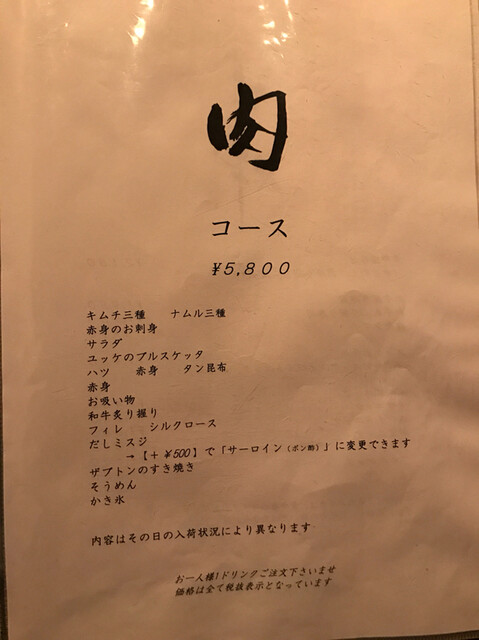 肉
コース
¥5,800
キムチ三種　ナムル三種
赤身のお刺身
サラダ
ユッケのブルスケッタ
ハツ　赤身　タン昆布
赤身
お吸い物
和牛炙り握り
フィレ　シルクロース
だしミスジ
→【+ ¥500】で「サーロイン（ポン酢）」に変更できます
ザブトンのすき焼き
そうめん
かき氷
内容はその日の入荷状況により異なります
お一人様1ドリンクご注文下さいませ
価格は全て税抜表示となっています